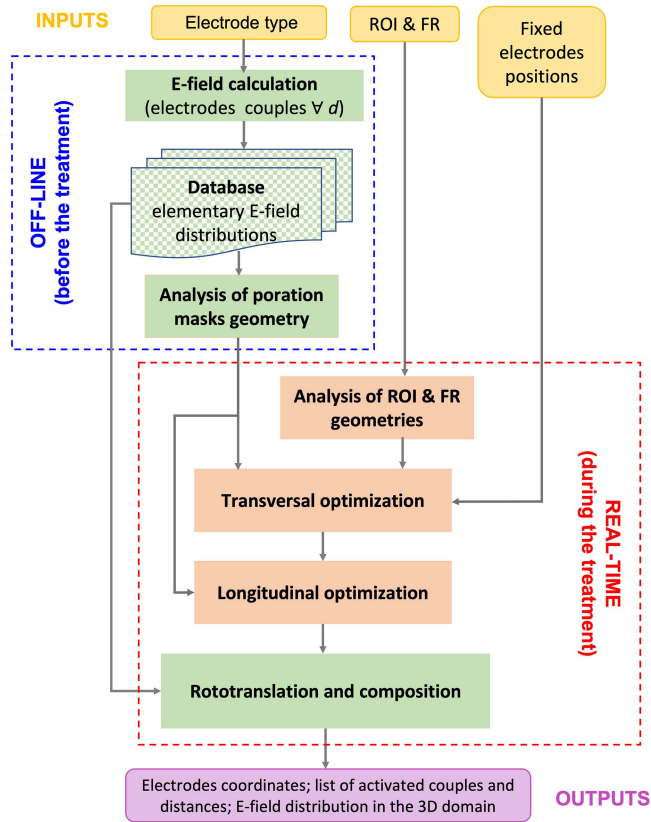 INPUTS
Electrode type
ROI & FR
Fixed
electrodes
positions
OFF-LINE
(before the treatment)
E-field calculation
(electrodes couples ∀ d)
Database
elementary E-field
distributions
Analysis of poration
masks geometry
REAL-TIME
(during the treatment)
Analysis of ROI & FR
geometries
Transversal optimization
Longitudinal optimization
Rototranslation and composition
Electrodes coordinates; list of activated couples and
distances; E-field distribution in the 3D domain
OUTPUTS